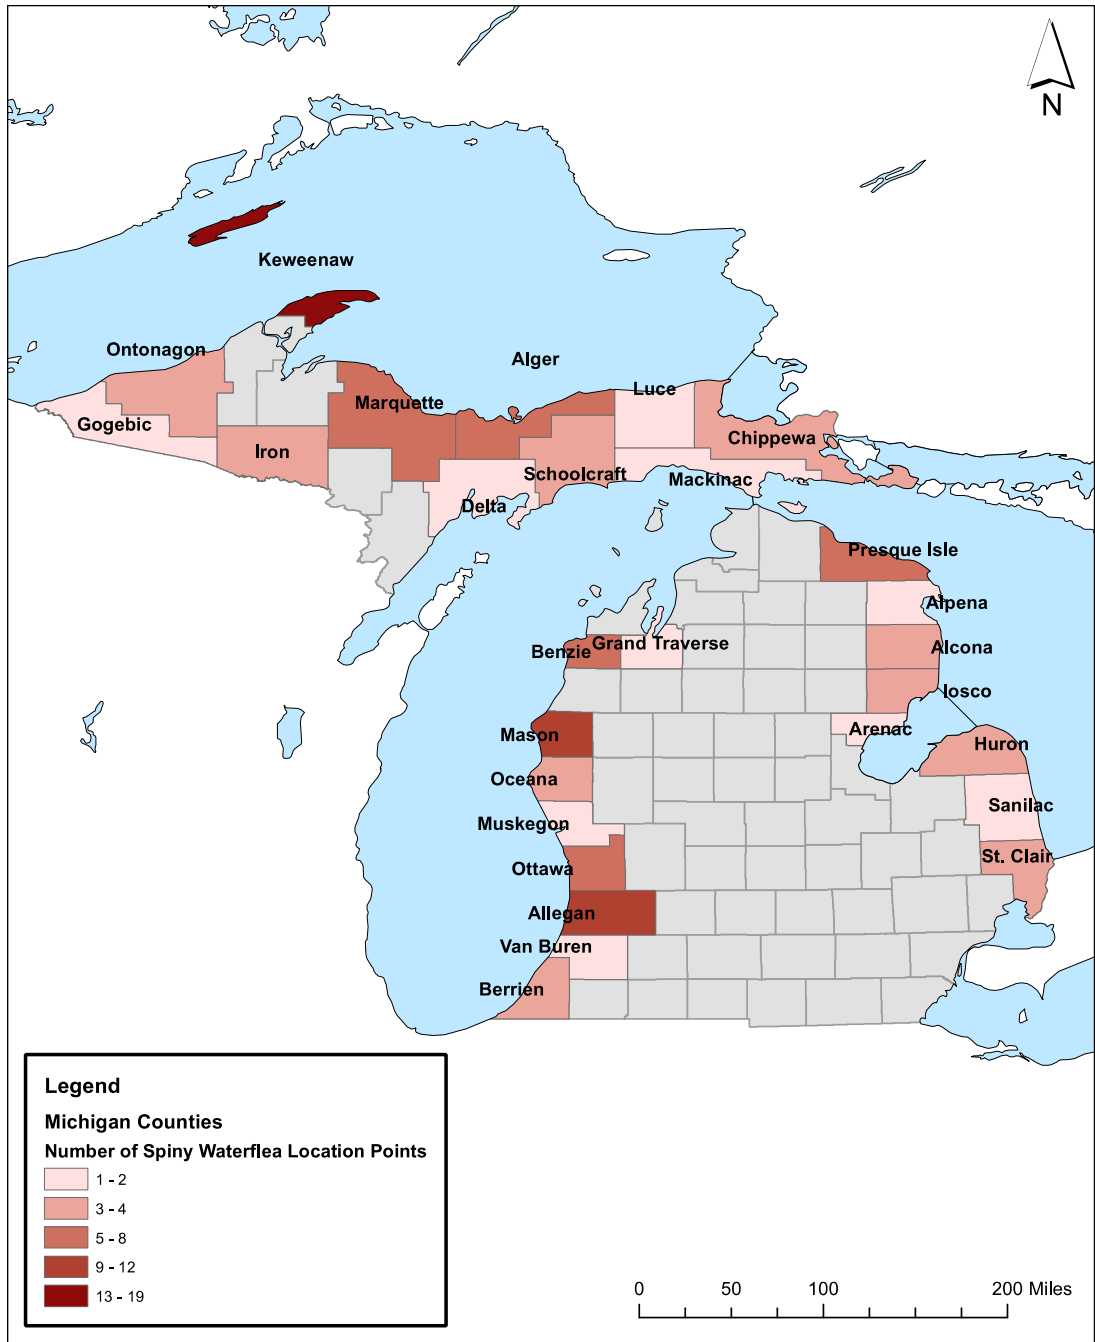 N
Keweenaw
Ontonagon
Alger
Luce
Marquette
Gogebic
Chippewa
Iron
Schoolcraft
Mackinac
Delta
Presque Isle
Alpena
Grand Traverse
Benzie
Alcona
Iosco
Arenac
Mason
Huron
Oceana
Sanilac
Muskegon
St. Clair
Ottawa
Allegan
Van Buren
Berrien
Legend
Michigan Counties
Number of Spiny Waterflea Location Points
1 - 2
3 - 4
5 - 8
9 - 12
13 - 19
0 50 100 200 Miles